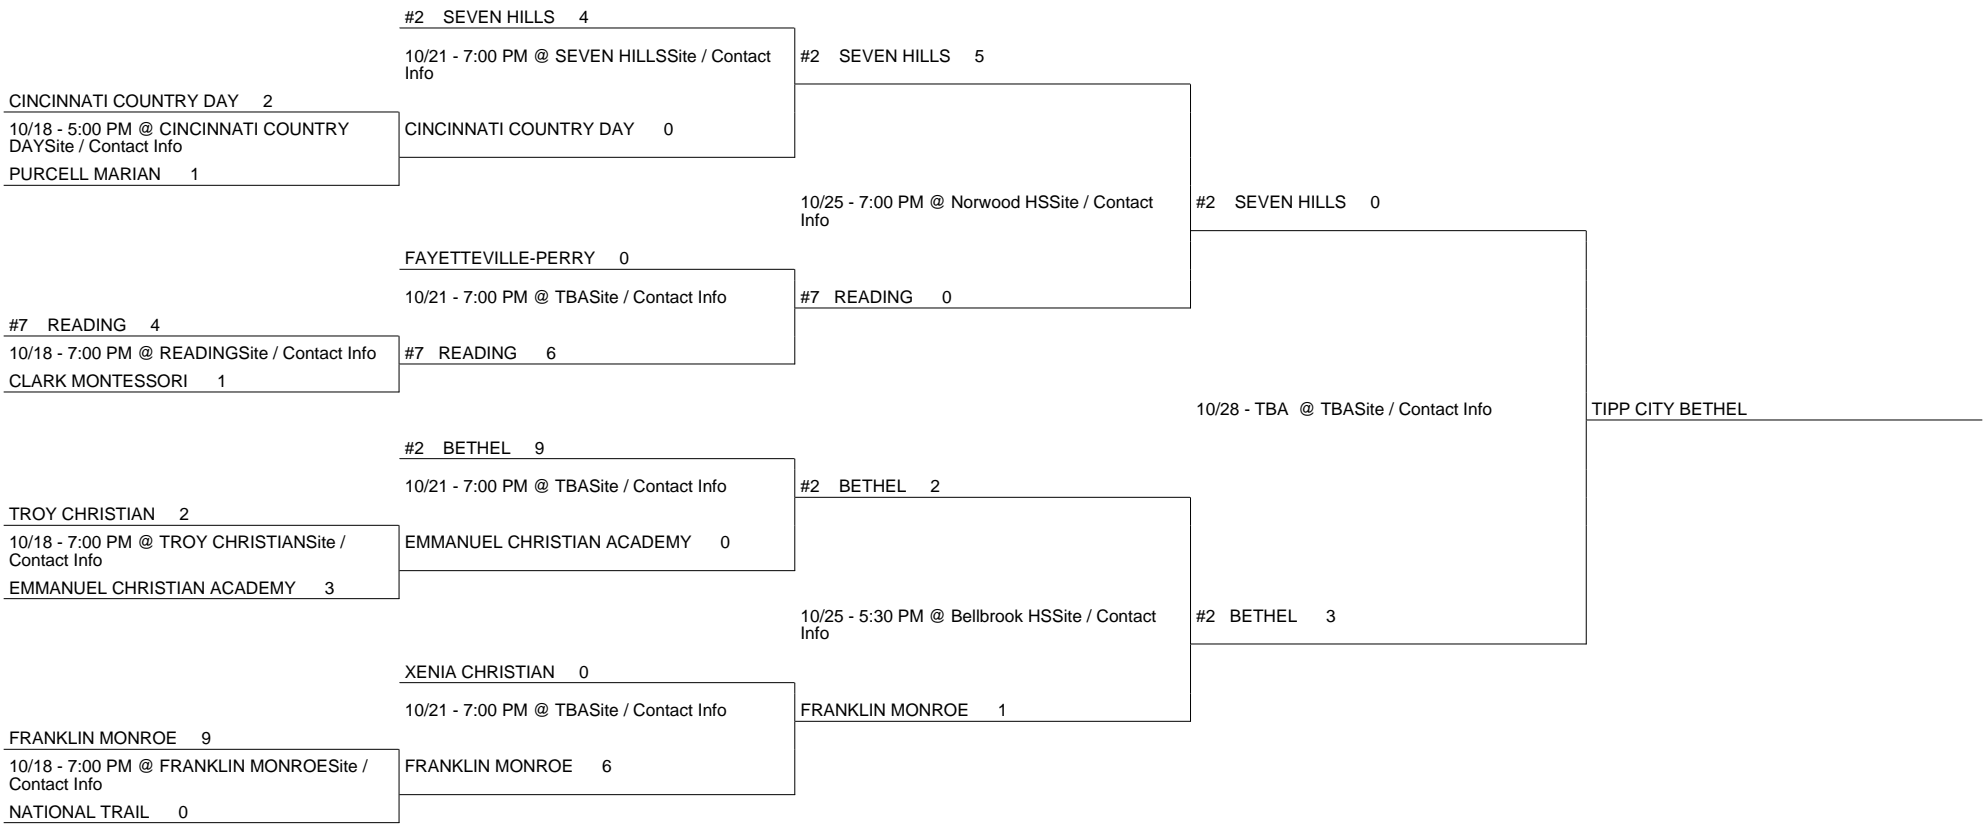 #2 SEVEN HILLS 4
10/21 - 7:00 PM @ SEVEN HILLSSite / Contact
Info
#2 SEVEN HILLS 5
CINCINNATI COUNTRY DAY 2
10/18 - 5:00 PM @ CINCINNATI COUNTRY
DAYSite / Contact Info
CINCINNATI COUNTRY DAY 0
PURCELL MARIAN 1
10/25 - 7:00 PM @ Norwood HSSite / Contact
Info
#2 SEVEN HILLS 0
FAYETTEVILLE-PERRY 0
10/21 - 7:00 PM @ TBASite / Contact Info
#7 READING 0
#7 READING 4
10/18 - 7:00 PM @ READINGSite / Contact Info
#7 READING 6
CLARK MONTESSORI 1
10/28 - TBA @ TBASite / Contact Info
TIPP CITY BETHEL
#2 BETHEL 9
10/21 - 7:00 PM @ TBASite / Contact Info
#2 BETHEL 2
TROY CHRISTIAN 2
10/18 - 7:00 PM @ TROY CHRISTIANSite /
Contact Info
EMMANUEL CHRISTIAN ACADEMY 0
EMMANUEL CHRISTIAN ACADEMY 3
10/25 - 5:30 PM @ Bellbrook HSSite / Contact
Info
#2 BETHEL 3
XENIA CHRISTIAN 0
10/21 - 7:00 PM @ TBASite / Contact Info
FRANKLIN MONROE 1
FRANKLIN MONROE 9
10/18 - 7:00 PM @ FRANKLIN MONROESite /
Contact Info
FRANKLIN MONROE 6
NATIONAL TRAIL 0